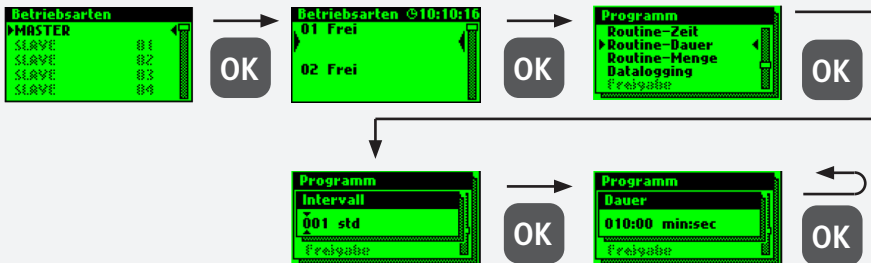 Betriebsarten
MASTER
SLAVE 01
SLAVE 02
SLAVE 03
SLAVE 04
OK
Betriebsarten 10:10:16
01 Frei
02 Frei
OK
Programm
Routine-Zeit
Routine-Dauer
Routine-Menge
Datalogging
Freigabe
OK
Programm
Intervall
001 std
Freigabe
OK
Programm
Dauer
010:00 min:sec
Freigabe
OK